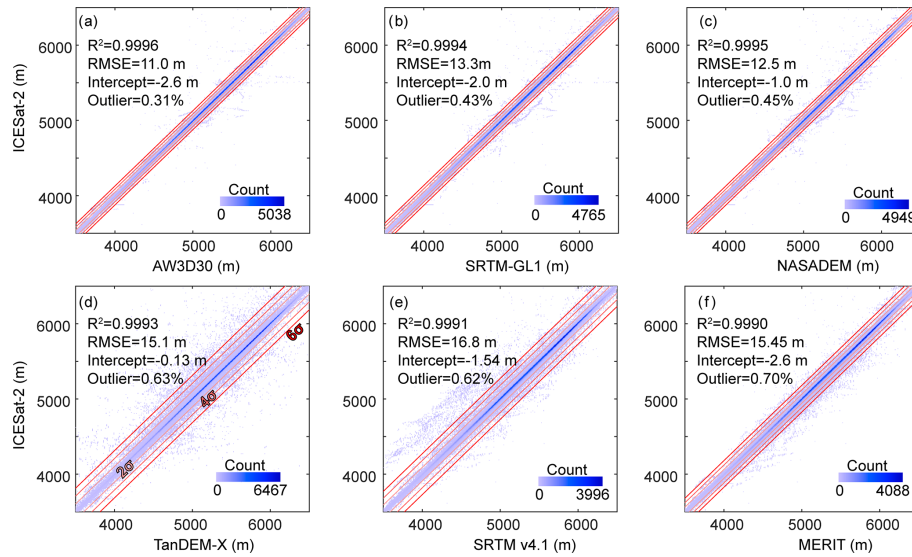 (a)
R²=0.9996
RMSE=11.0 m
Intercept=-2.6 m
Outlier=0.31%
Count
0 5038
6000
5000
4000
ICESat-2 (m)
4000 5000 6000
AW3D30 (m)
(b)
R²=0.9994
RMSE=13.3m
Intercept=-2.0 m
Outlier=0.43%
Count
0 4765
6000
5000
4000
4000 5000 6000
SRTM-GL1 (m)
(c)
R²=0.9995
RMSE=12.5 m
Intercept=-1.0 m
Outlier=0.45%
Count
0 4949
6000
5000
4000
4000 5000 6000
NASADEM (m)
(d)
R²=0.9993
RMSE=15.1 m
Intercept=-0.13 m
Outlier=0.63%
6σ
4σ
2σ
Count
0 6467
6000
5000
4000
ICESat-2 (m)
4000 5000 6000
TanDEM-X (m)
(e)
R²=0.9991
RMSE=16.8 m
Intercept=-1.54 m
Outlier=0.62%
Count
0 3996
6000
5000
4000
4000 5000 6000
SRTM v4.1 (m)
(f)
R²=0.9990
RMSE=15.45 m
Intercept=-2.6 m
Outlier=0.70%
Count
0 4088
6000
5000
4000
4000 5000 6000
MERIT (m)